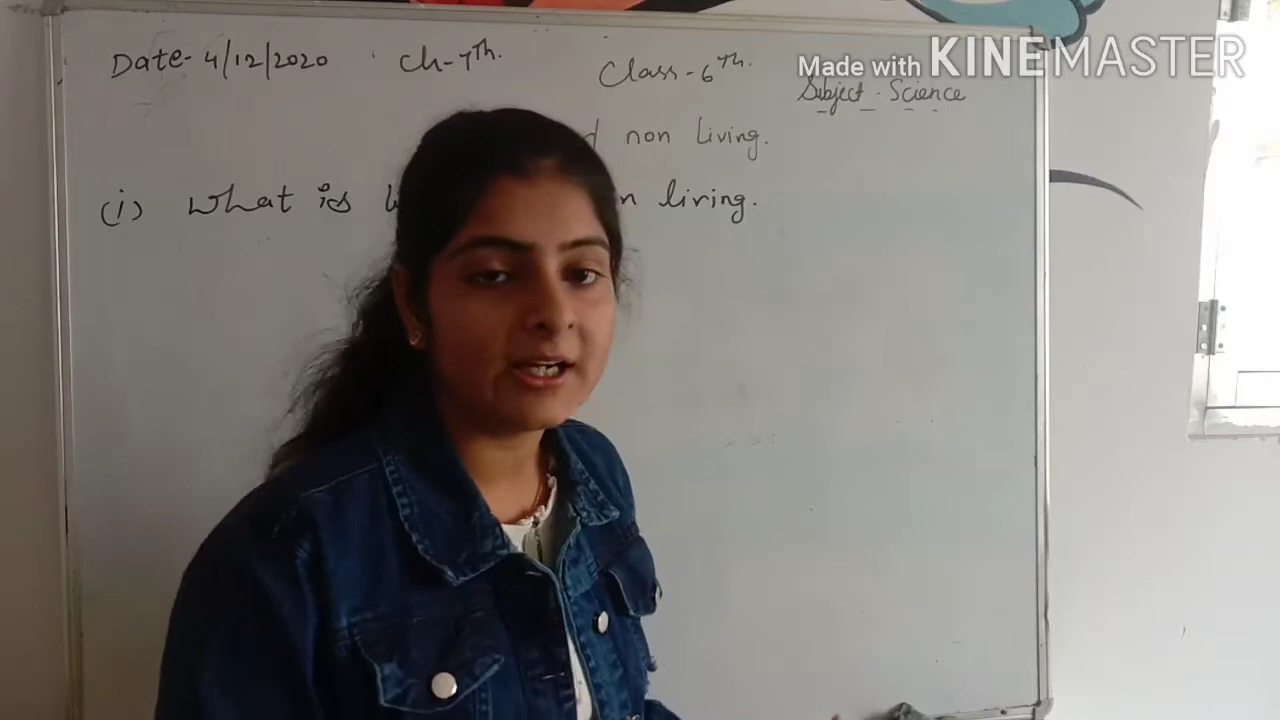 Date- 4/12/2020 Ch-7Th. Class-6Th.
Made with KINEMASTER
Subject - Science
non Living.
(i) What is living.